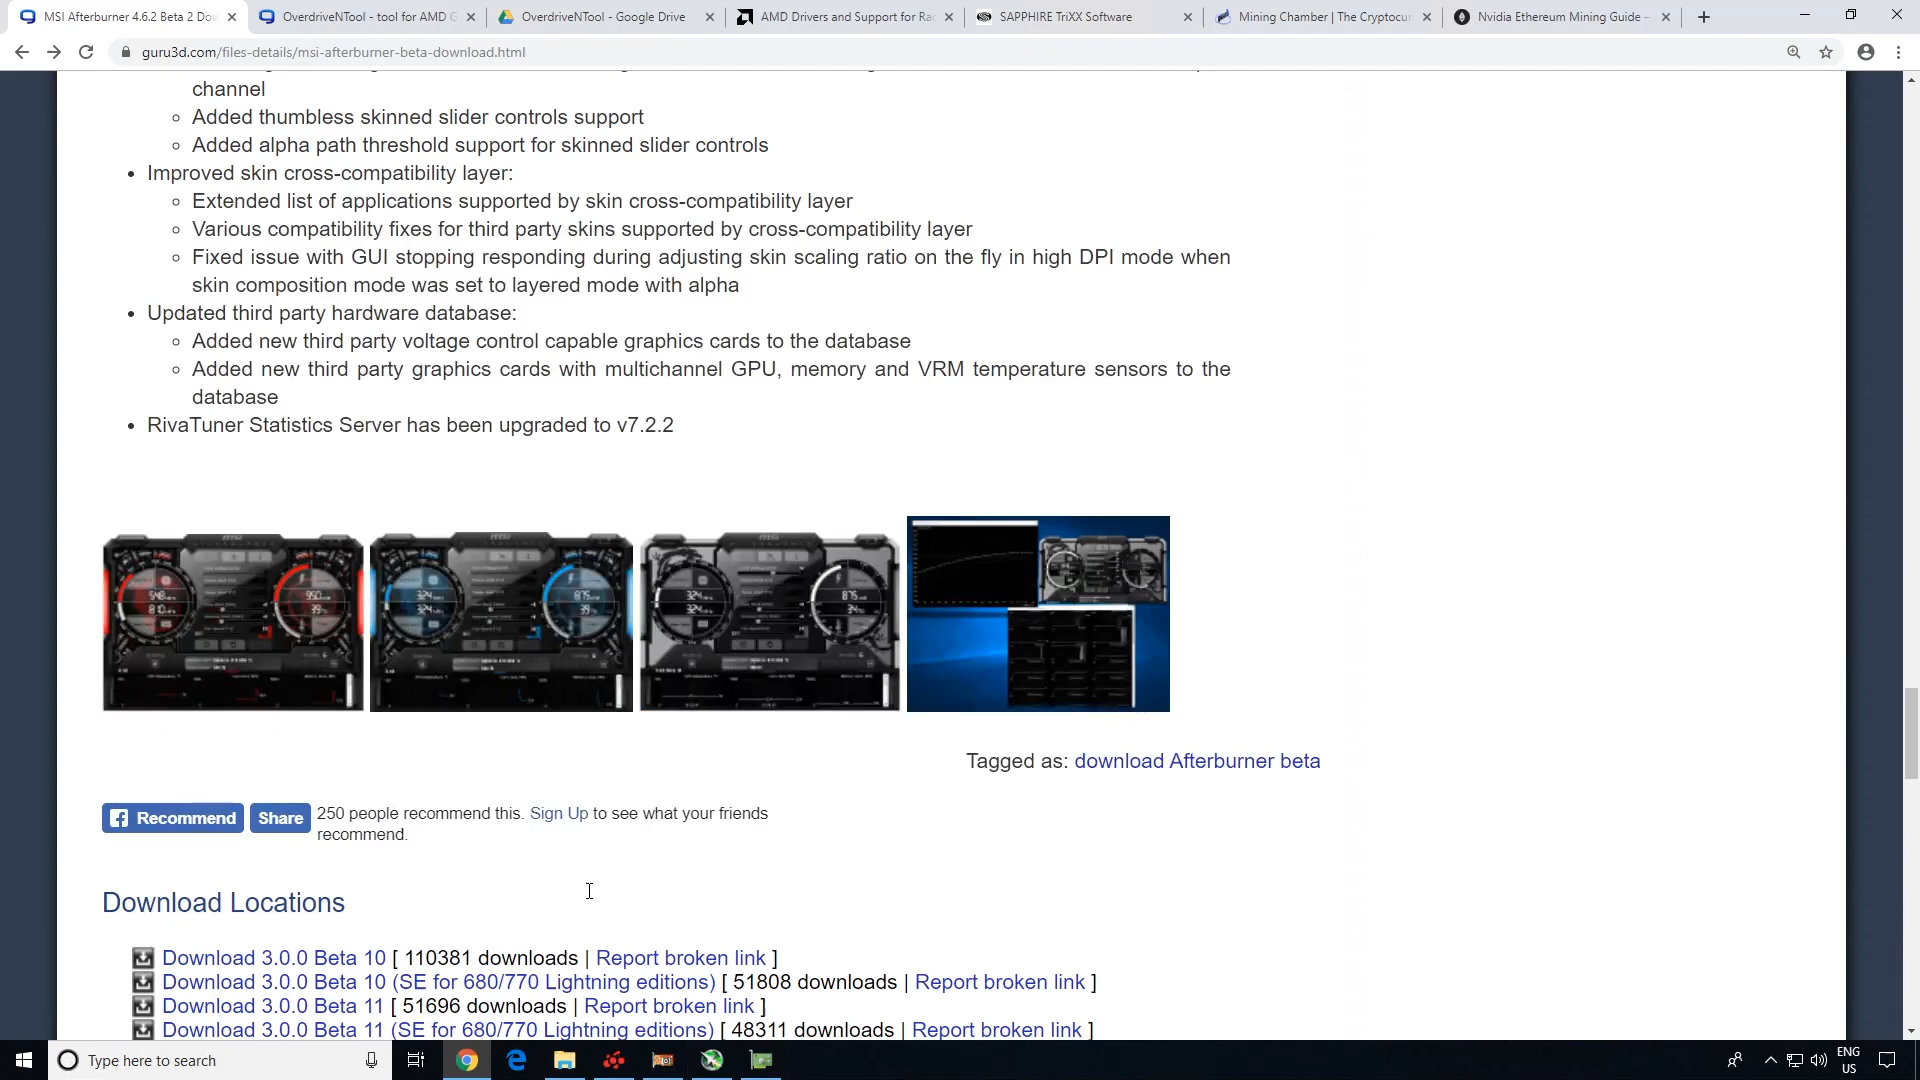 MSI Afterburner 4.6.2 Beta 2 Dow
OverdriveNTool - tool for AMD G
OverdriveNTool - Google Drive
AMD Drivers and Support for Rad
SAPPHIRE TriXX Software
Mining Chamber | The Cryptocur
Nvidia Ethereum Mining Guide -
guru3d.com/files-details/msi-afterburner-beta-download.html
channel
Added thumbless skinned slider controls support
Added alpha path threshold support for skinned slider controls
Improved skin cross-compatibility layer:
Extended list of applications supported by skin cross-compatibility layer
Various compatibility fixes for third party skins supported by cross-compatibility layer
Fixed issue with GUI stopping responding during adjusting skin scaling ratio on the fly in high DPI mode when
skin composition mode was set to layered mode with alpha
Updated third party hardware database:
Added new third party voltage control capable graphics cards to the database
Added new third party graphics cards with multichannel GPU, memory and VRM temperature sensors to the
database
RivaTuner Statistics Server has been upgraded to v7.2.2
Tagged as: download Afterburner beta
Recommend Share 250 people recommend this. Sign Up to see what your friends
recommend.
Download Locations
Download 3.0.0 Beta 10 [ 110381 downloads | Report broken link ]
Download 3.0.0 Beta 10 (SE for 680/770 Lightning editions) [ 51808 downloads | Report broken link ]
Download 3.0.0 Beta 11 [ 51696 downloads | Report broken link ]
Download 3.0.0 Beta 11 (SE for 680/770 Lightning editions) [ 48311 downloads | Report broken link ]
Type here to search
ENG
US